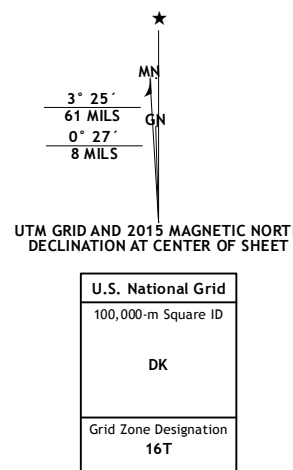 ★
MN
3° 25´
61 MILS
GN
0° 27´
8 MILS
UTM GRID AND 2015 MAGNETIC NORT
DECLINATION AT CENTER OF SHEET
U.S. National Grid
100,000-m Square ID
DK
Grid Zone Designation
16T